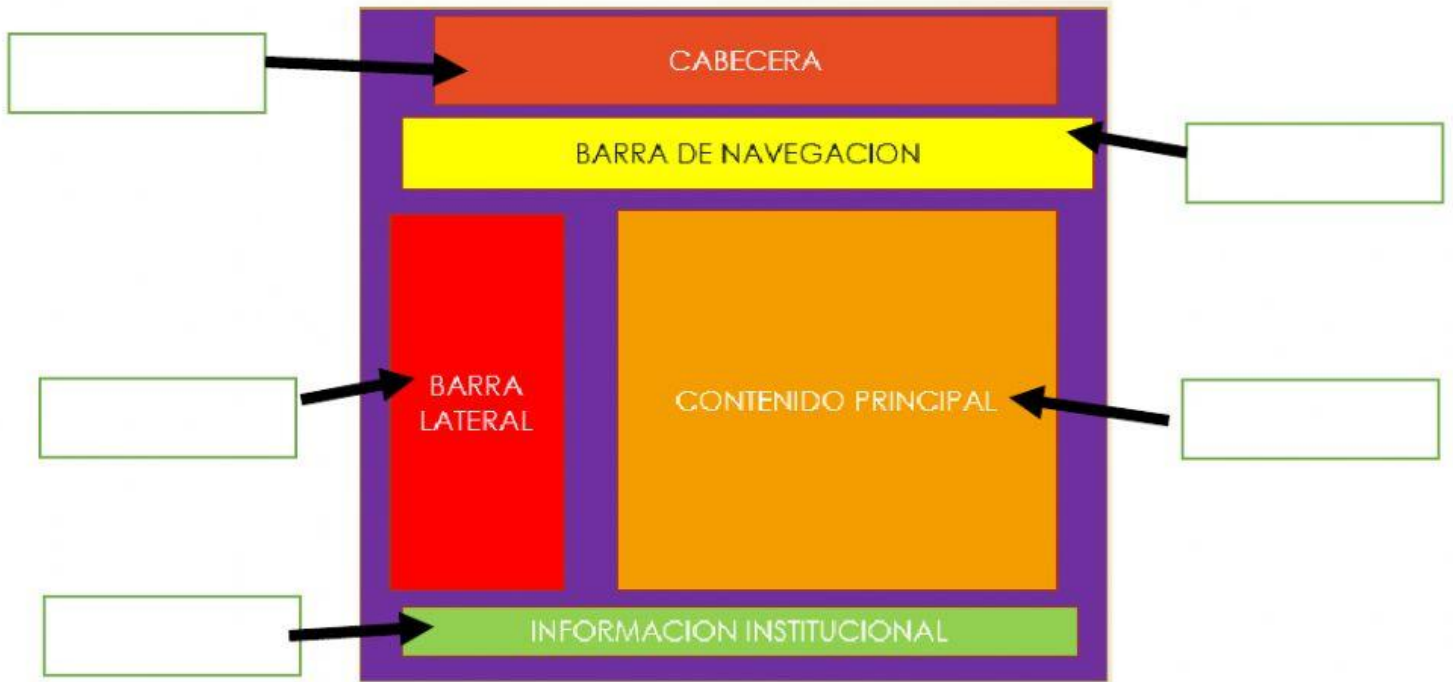 CABECERA
BARRA DE NAVEGACION
BARRA
LATERAL
CONTENIDO PRINCIPAL
INFORMACION INSTITUCIONAL